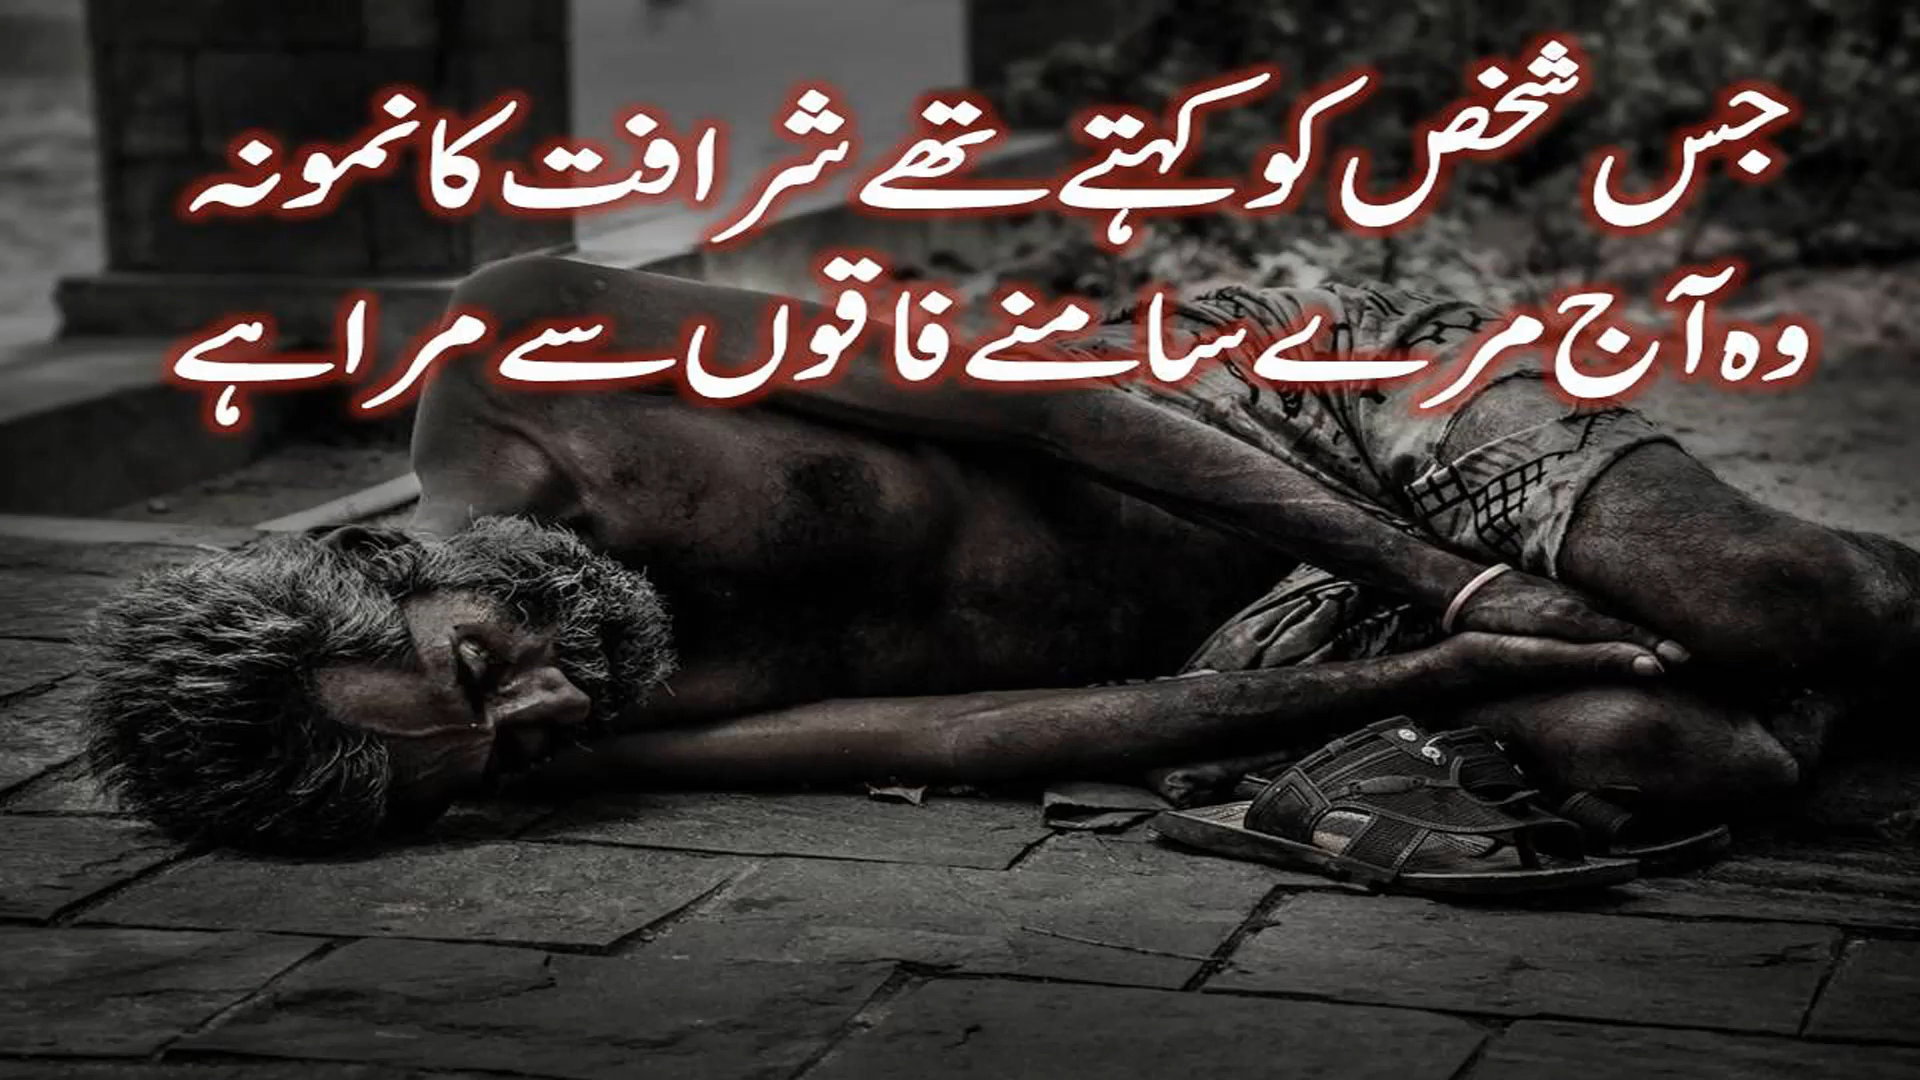 جس شخص کو کہتے تھے شرافت کا نمونہ
وہ آج مرے سامنے فاقوں سے مرا ہے